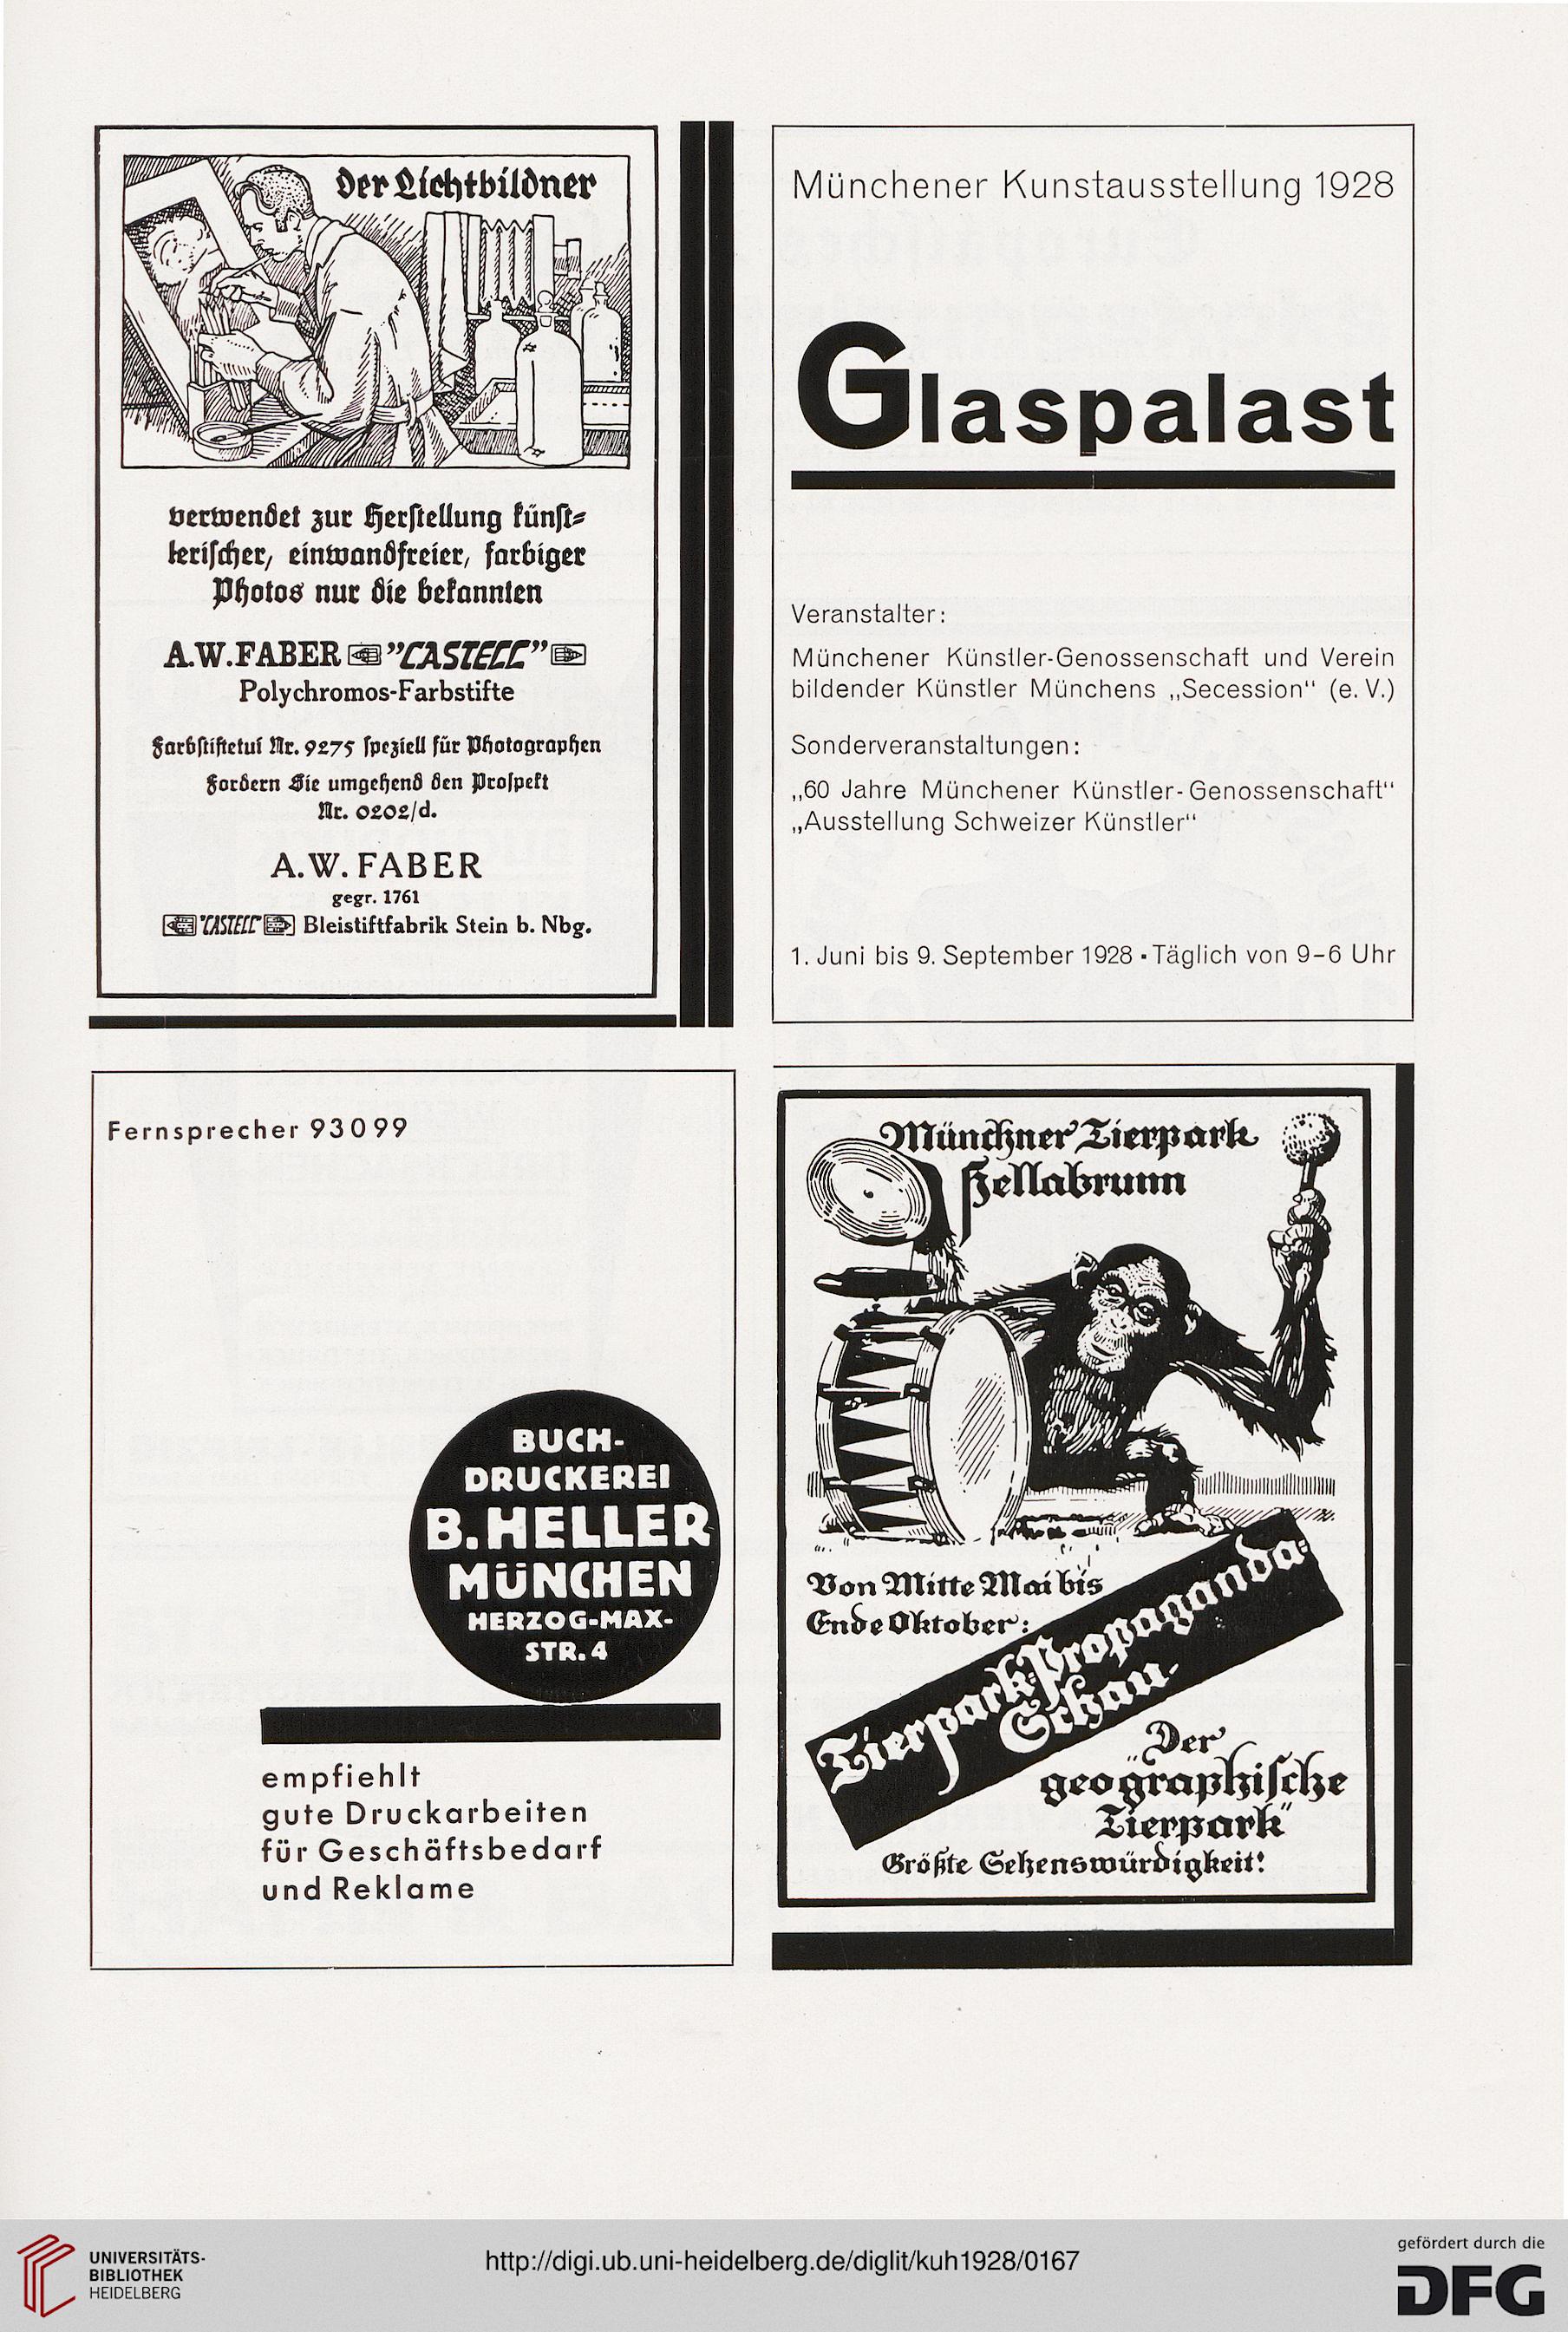 Der Lichtbildner
verwendet zur Herstellung künst-
lerischer, einwandfreier, farbiger
Photos nur die bekannten
A.W. FABER "CASTELL"
Polychromos-Farbstifte
Farbstiftetui Nr. 9275 speziell für Photographen
Fordern Sie umgehend den Prospekt
Nr. 0202/d.
A.W. FABER
gegr. 1761
"CASTELL" Bleistiftfabrik Stein b. Nbg.
Münchener Kunstausstellung 1928
Glaspalast
Veranstalter:
Münchener Künstler-Genossenschaft und Verein
bildender Künstler Münchens „Secession“ (e. V.)
Sonderveranstaltungen:
„60 Jahre Münchener Künstler-Genossenschaft“
„Ausstellung Schweizer Künstler“
1. Juni bis 9. September 1928 ▪ Täglich von 9–6 Uhr
Fernsprecher 93099
BUCH-
DRUCKEREI
B. HELLER
MÜNCHEN
HERZOG-MAX-
STR. 4
empfiehlt
gute Druckarbeiten
für Geschäftsbedarf
und Reklame
Münchner Tierpark
Hellabrunn
Von Mitte Mai bis
Ende Oktober:
Tierpark-Propaganda-
Schau.
Der
„geographische
Tierpark“
Größte Sehenswürdigkeit!
UNIVERSITÄTS-
BIBLIOTHEK
HEIDELBERG
http://digi.ub.uni-heidelberg.de/diglit/kuh1928/0167
gefördert durch die
DFG